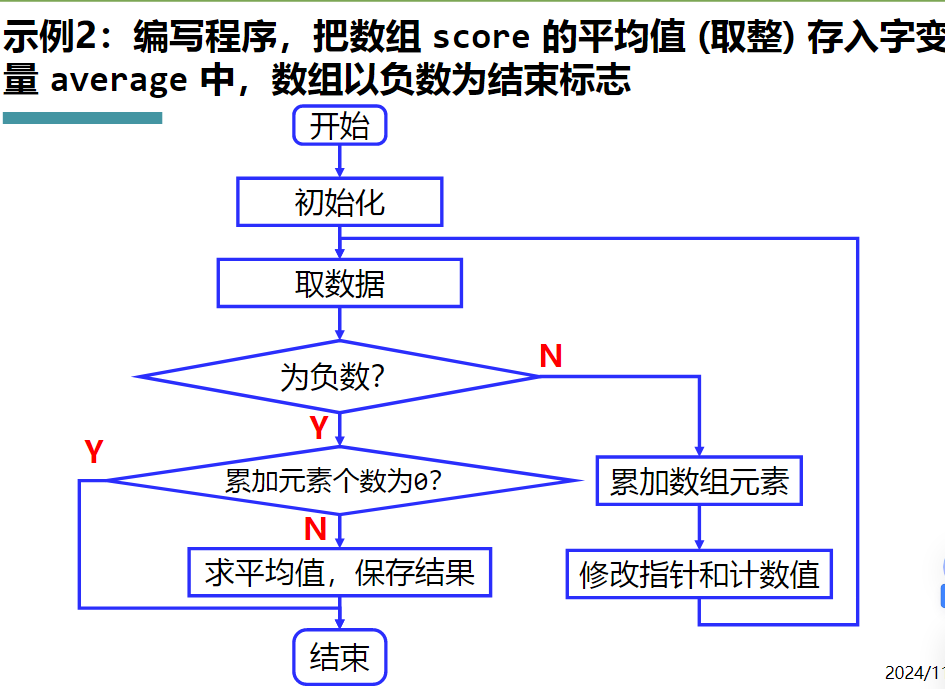 示例2：编写程序，把数组 score 的平均值 (取整) 存入字变
量 average 中，数组以负数为结束标志
开始
初始化
取数据
为负数？
N
Y
Y
累加元素个数为0？
累加数组元素
N
求平均值，保存结果
修改指针和计数值
结束
2024/11